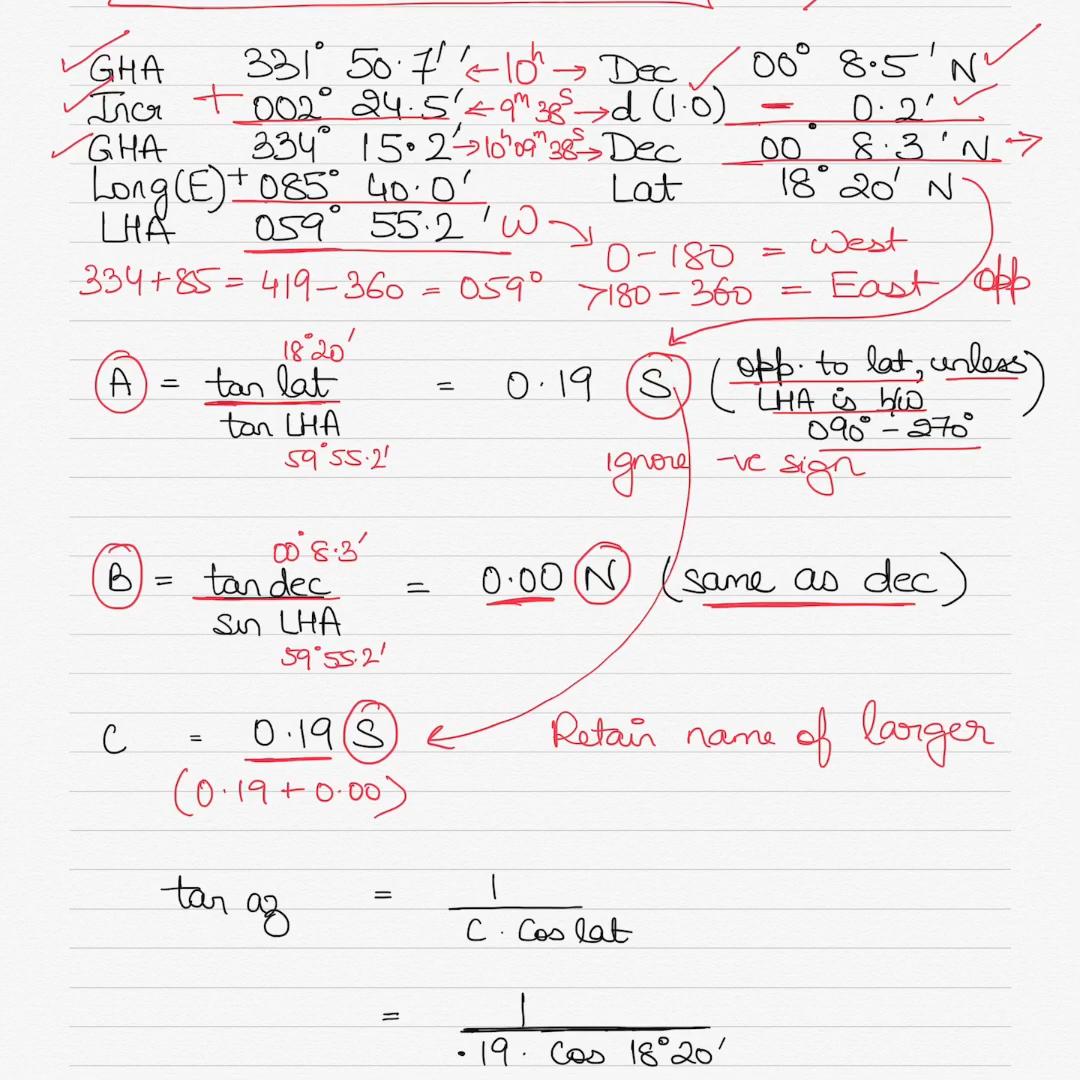 GHA 331° 50.7' ←10ʰ→ Dec 00° 8.5' N
Incr + 002° 24.5' ←9ᵐ38ˢ→ d (1.0) - 0.2'
GHA 334° 15.2' →10ʰ09ᵐ38ˢ→ Dec 00° 8.3' N →
Long(E) + 085° 40.0' Lat 18° 20' N
LHA 059° 55.2' W → 0-180 = West
334+85 = 419-360 = 059° >180-360 = East opp
18°20'
A = tan lat = 0.19 S (opp. to lat, unless
tan LHA LHA is b/w
59°55.2' 090° - 270°)
ignore -ve sign
00°8.3'
B = tan dec = 0.00 N (same as dec)
sin LHA
59°55.2'
C = 0.19 S ← Retain name of larger
(0.19 + 0.00)
tan az = 1
C . Cos lat
= 1
.19 . Cos 18°20'